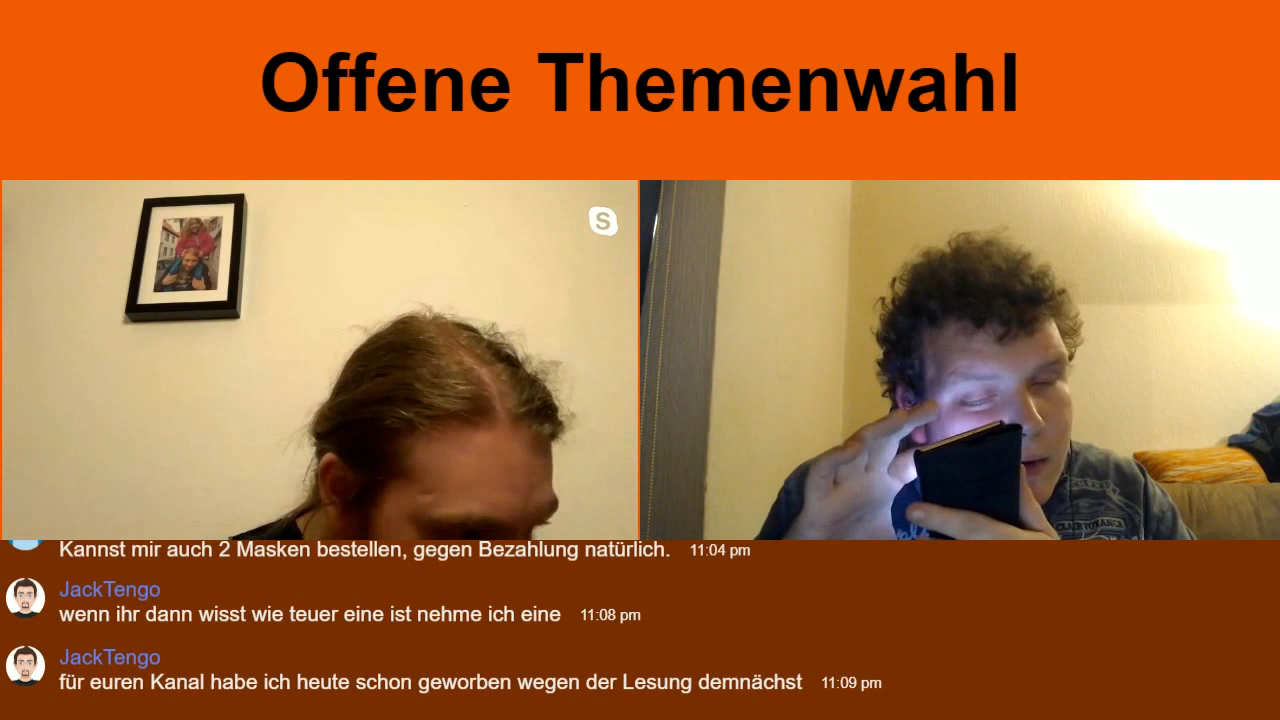 Offene Themenwahl
S
CLAIRVOYANCE
Kannst mir auch 2 Masken bestellen, gegen Bezahlung natürlich. 11:04 pm
JackTengo
wenn ihr dann wisst wie teuer eine ist nehme ich eine 11:08 pm
JackTengo
für euren Kanal habe ich heute schon geworben wegen der Lesung demnächst 11:09 pm